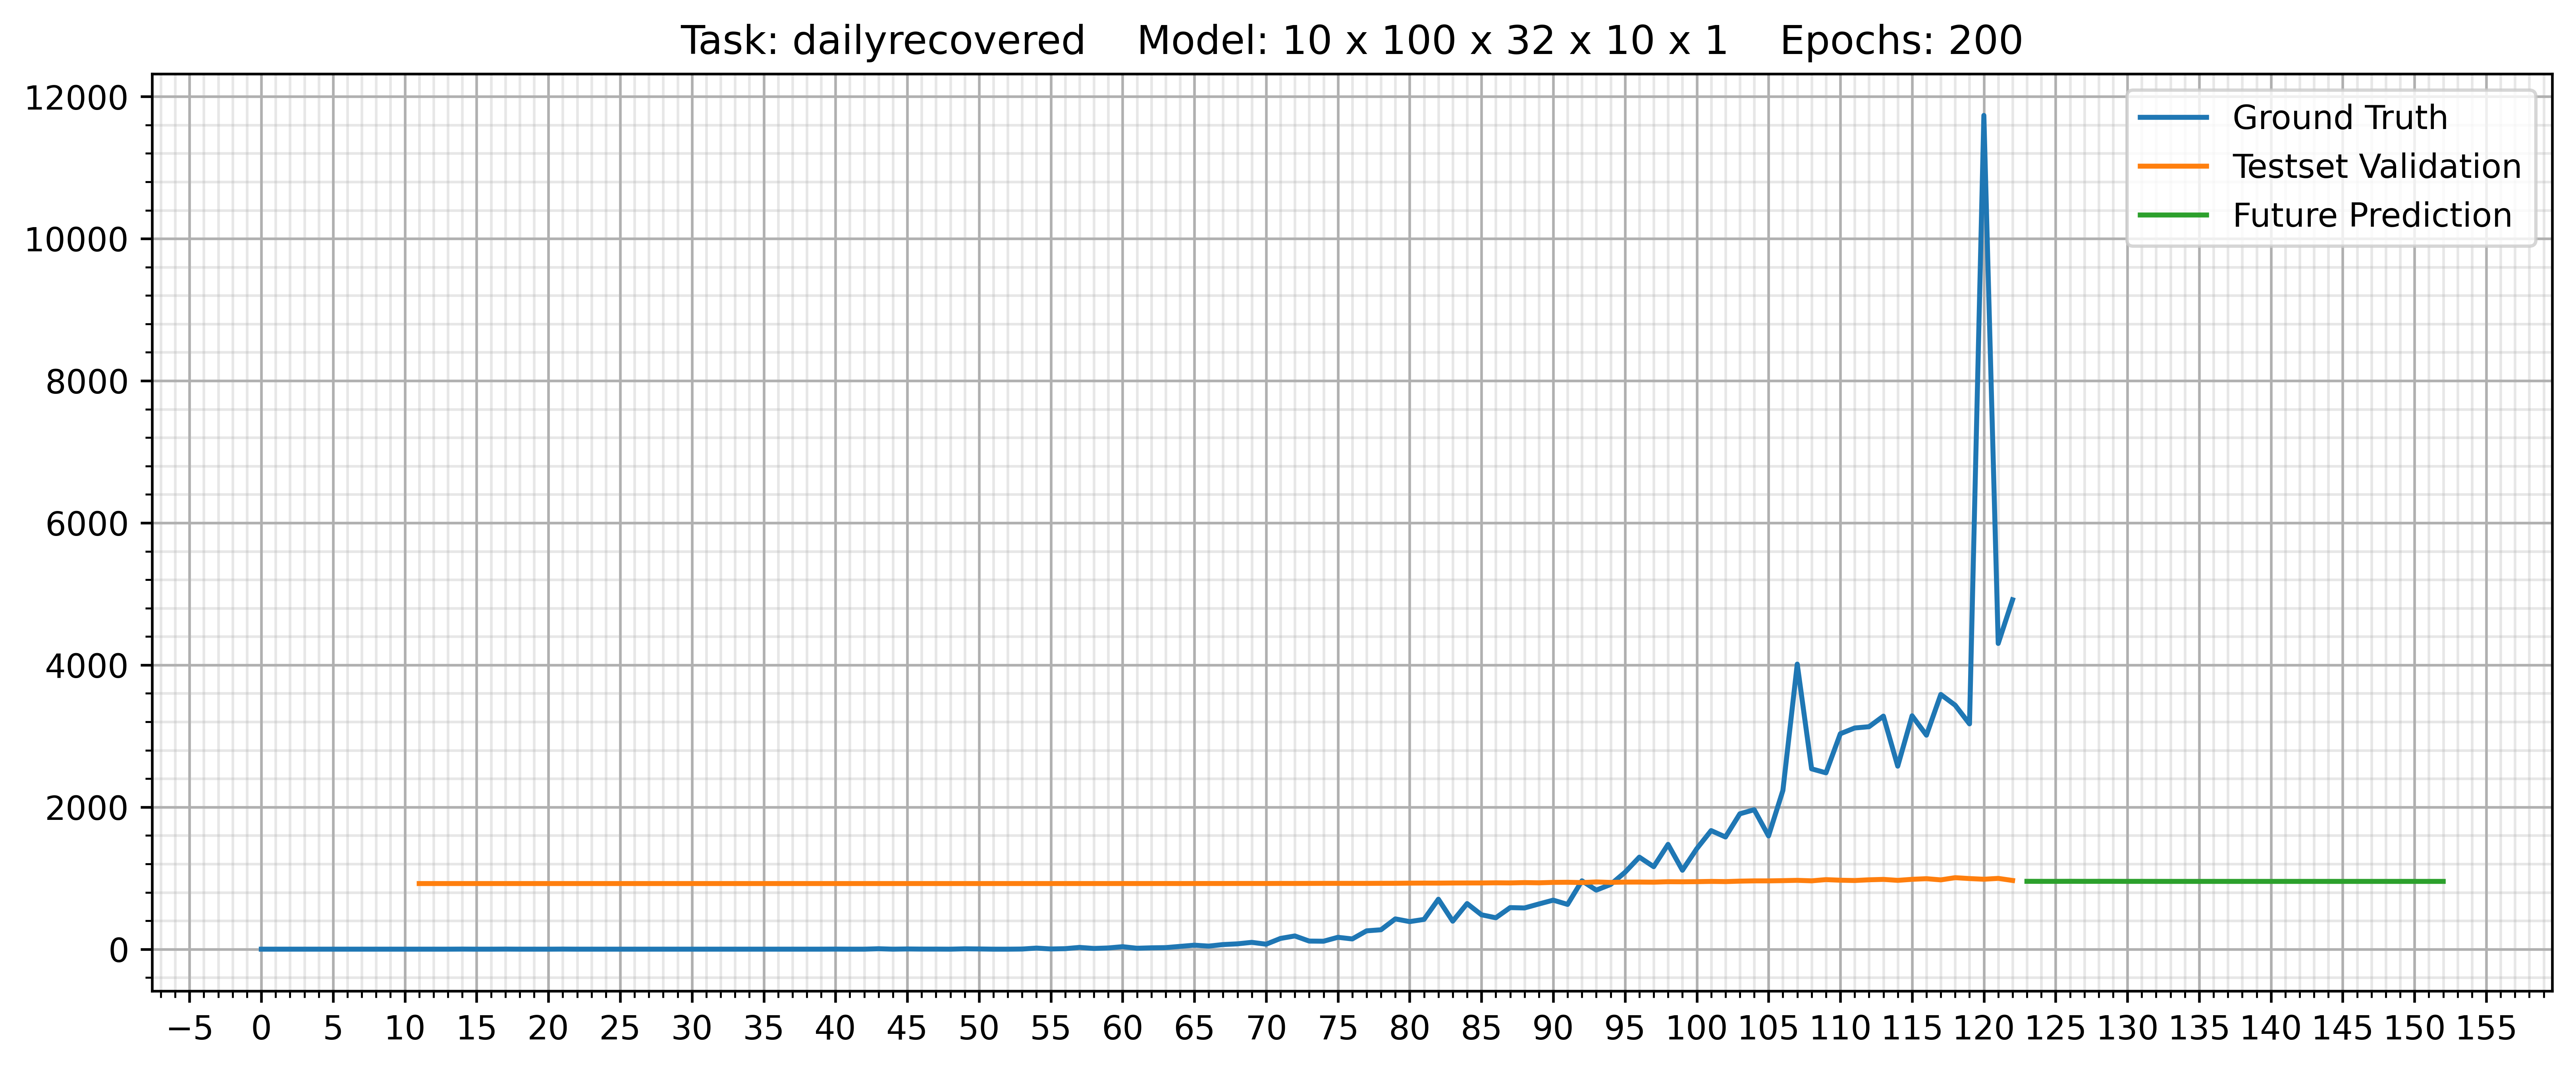 Task: dailyrecovered    Model: 10 x 100 x 32 x 10 x 1    Epochs: 200
12000
10000
8000
6000
4000
2000
0
Ground Truth
Testset Validation
Future Prediction
−5 0 5 10 15 20 25 30 35 40 45 50 55 60 65 70 75 80 85 90 95 100 105 110 115 120 125 130 135 140 145 150 155